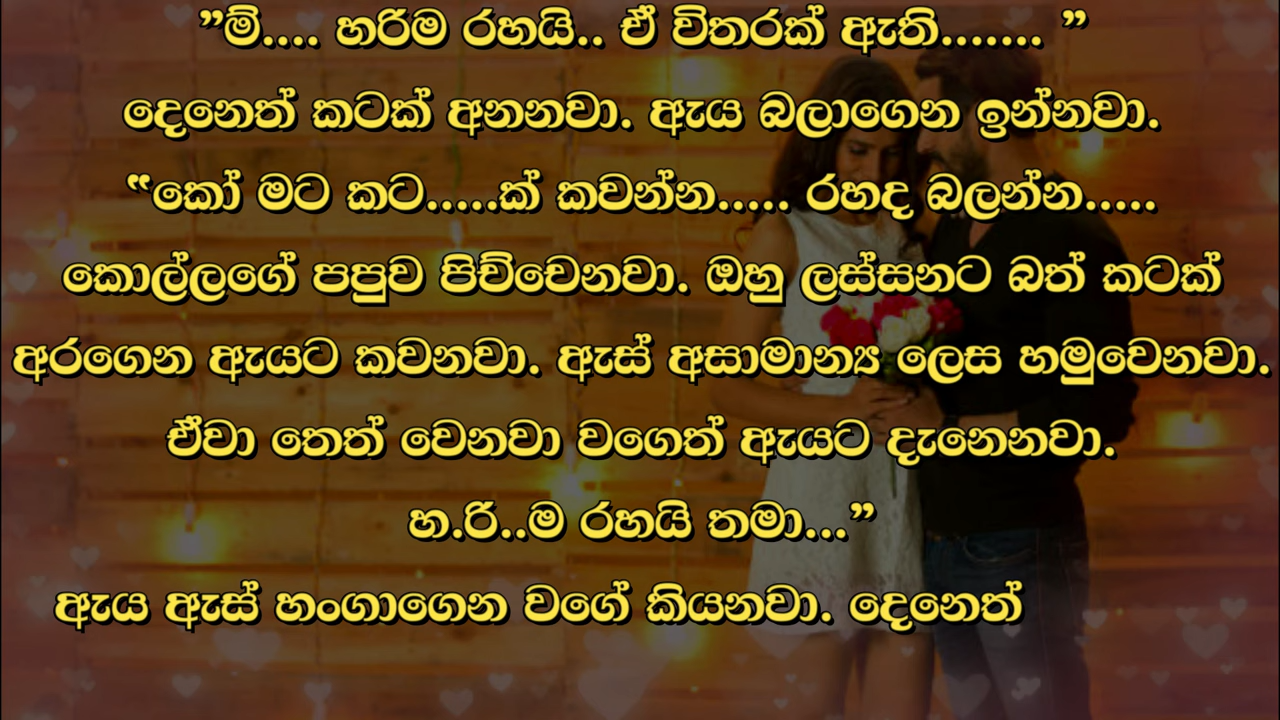 ”ම්.... හරිම රහයි.. ඒ විතරක් ඇති....... ”
දෙනෙත් කටක් අනනවා. ඇය බලාගෙන ඉන්නවා.
“කෝ මට කට.....ක් කවන්න..... රහද බලන්න.....
කොල්ලගේ පපුව පිච්චෙනවා. ඔහු ලස්සනට බත් කටක්
අරගෙන ඇයට කවනවා. ඇස් අසාමාන්‍ය ලෙස හමුවෙනවා.
ඒවා තෙත් වෙනවා වගෙත් ඇයට දැනෙනවා.
හ.රි..ම රහයි තමා...”
ඇය ඇස් හංගාගෙන වගේ කියනවා. දෙනෙත්